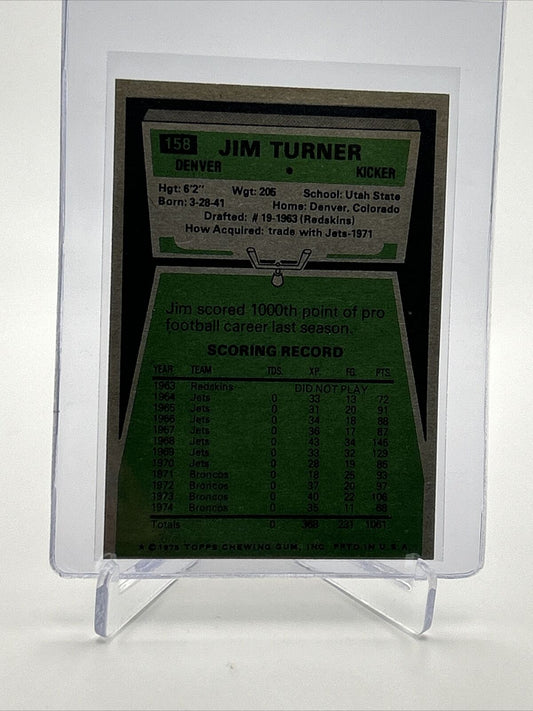 158 JIM TURNER
DENVER • KICKER
Hgt: 6'2" Wgt: 205 School: Utah State
Born: 3-28-41 Home: Denver, Colorado
Drafted: #19-1963 (Redskins)
How Acquired: trade with Jets-1971
Jim scored 1000th point of pro
football career last season.
SCORING RECORD
YEAR TEAM TDS. XP. FG. PTS.
1963 Redskins DID NOT PLAY
1964 Jets 0 33 13 72
1965 Jets 0 31 20 91
1966 Jets 0 34 18 88
1967 Jets 0 36 17 87
1968 Jets 0 43 34 145
1969 Jets 0 33 32 129
1970 Jets 0 28 19 85
1971 Broncos 0 18 25 93
1972 Broncos 0 37 20 97
1973 Broncos 0 40 22 106
1974 Broncos 0 35 11 68
Totals 0 368 231 1061
★ © 1975 TOPPS CHEWING GUM, INC. PRTD IN U.S.A.